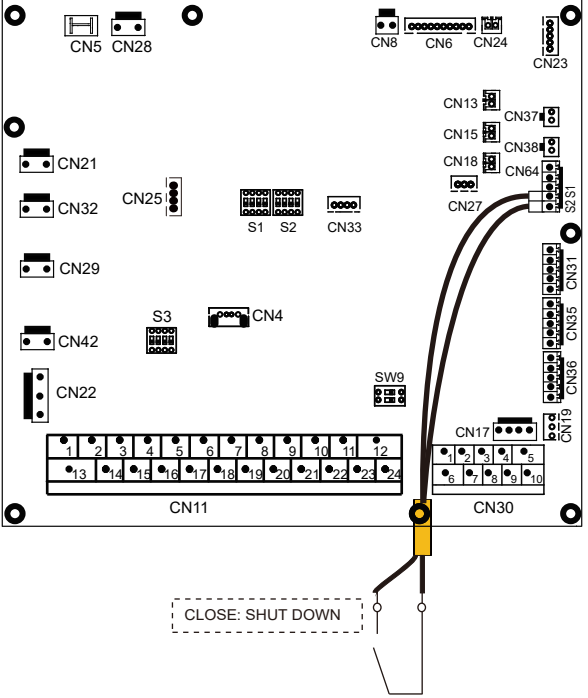 CN5
CN28
CN8
CN6
CN24
CN23
CN13
CN37
CN15
CN38
CN18
CN64
CN21
CN25
CN32
S1
S2
CN33
CN27
S2 S1
CN29
CN31
S3
CN4
CN35
CN42
CN22
SW9
CN36
CN17
CN19
1 2 3 4 5 6 7 8 9 10 11 12
13 14 15 16 17 18 19 20 21 22 23 24
1 2 3 4 5
6 7 8 9 10
CN11
CN30
CLOSE: SHUT DOWN